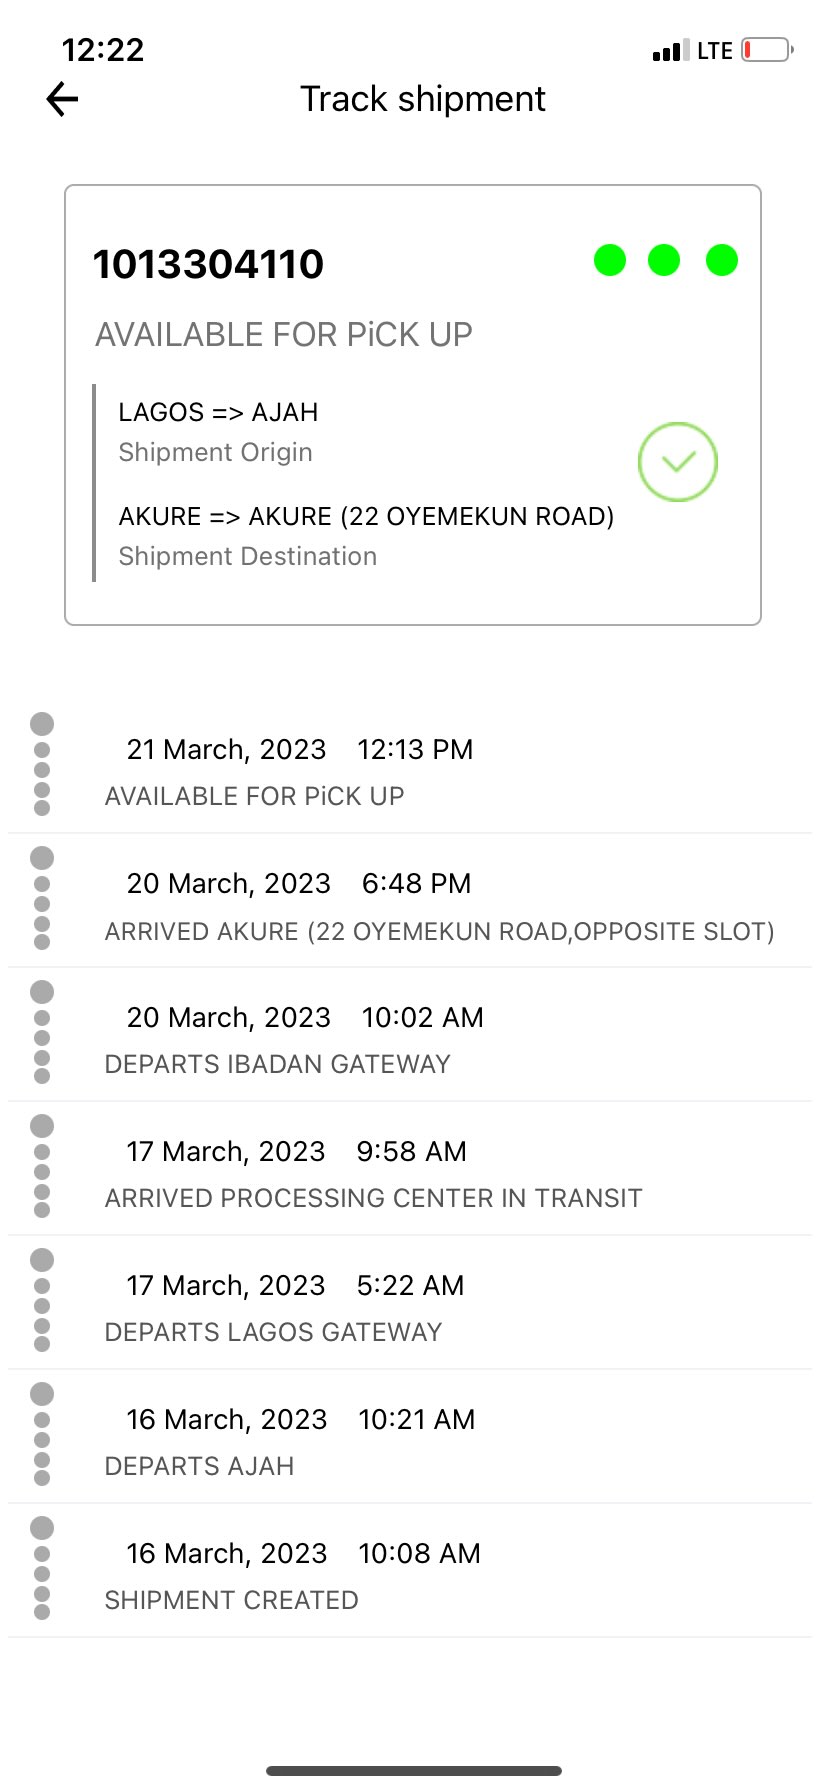 12:22 LTE
Track shipment
1013304110
AVAILABLE FOR PiCK UP
LAGOS => AJAH
Shipment Origin
AKURE => AKURE (22 OYEMEKUN ROAD)
Shipment Destination
21 March, 2023 12:13 PM
AVAILABLE FOR PiCK UP
20 March, 2023 6:48 PM
ARRIVED AKURE (22 OYEMEKUN ROAD,OPPOSITE SLOT)
20 March, 2023 10:02 AM
DEPARTS IBADAN GATEWAY
17 March, 2023 9:58 AM
ARRIVED PROCESSING CENTER IN TRANSIT
17 March, 2023 5:22 AM
DEPARTS LAGOS GATEWAY
16 March, 2023 10:21 AM
DEPARTS AJAH
16 March, 2023 10:08 AM
SHIPMENT CREATED